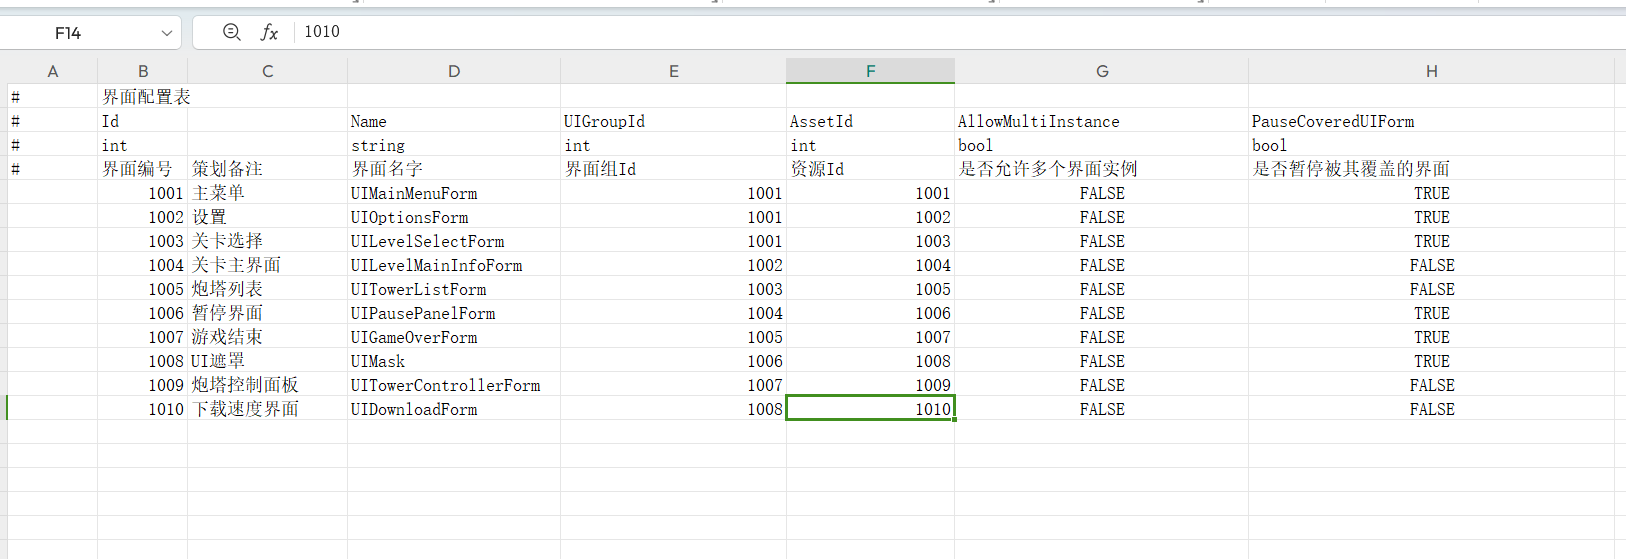 F14 fx 1010
A B C D E F G H
# 界面配置表
# Id Name UIGroupId AssetId AllowMultiInstance PauseCoveredUIForm
# int string int int bool bool
# 界面编号 策划备注 界面名字 界面组Id 资源Id 是否允许多个界面实例 是否暂停被其覆盖的界面
1001 主菜单 UIMainMenuForm 1001 1001 FALSE TRUE
1002 设置 UIOptionsForm 1001 1002 FALSE TRUE
1003 关卡选择 UILevelSelectForm 1001 1003 FALSE TRUE
1004 关卡主界面 UILevelMainInfoForm 1002 1004 FALSE FALSE
1005 炮塔列表 UITowerListForm 1003 1005 FALSE FALSE
1006 暂停界面 UIPausePanelForm 1004 1006 FALSE TRUE
1007 游戏结束 UIGameOverForm 1005 1007 FALSE TRUE
1008 UI遮罩 UIMask 1006 1008 FALSE TRUE
1009 炮塔控制面板 UITowerControllerForm 1007 1009 FALSE FALSE
1010 下载速度界面 UIDownloadForm 1008 1010 FALSE FALSE